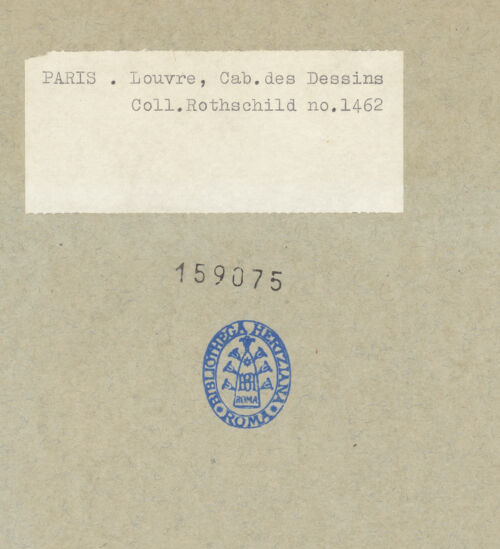 PARIS . Louvre, Cab.des Dessins
Coll.Rothschild no.1462
159075
BIBLIOTHECA HERTZIANA
ROMA
ROMA